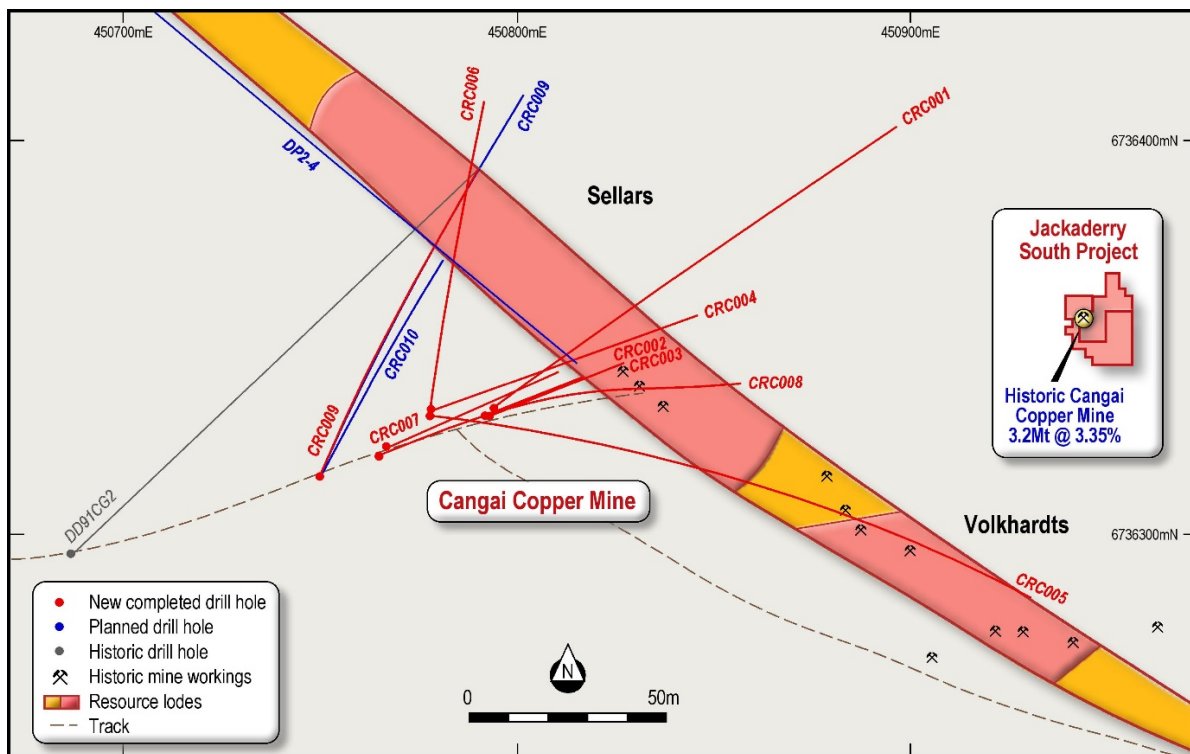 450700mE
450800mE
450900mE
CRC006
CRC009
CRC001
6736400mN
DP2-4
Sellars
Jackaderry
South Project
Historic Cangai
Copper Mine
3.2Mt @ 3.35%
CRC010
CRC004
CRC002
CRC003
CRC008
CRC009
CRC007
Cangai Copper Mine
DD91CG2
Volkhardts
6736300mN
CRC005
New completed drill hole
Planned drill hole
Historic drill hole
Historic mine workings
Resource lodes
Track
N
0
50m